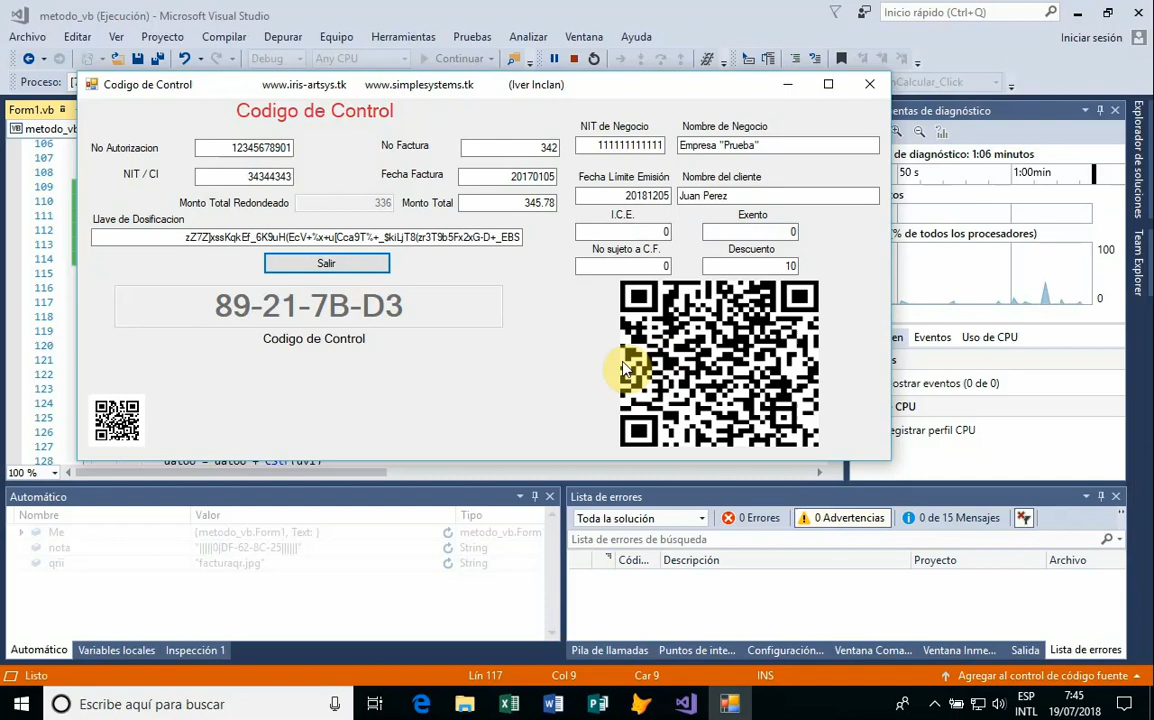 metodo_vb (Ejecución) - Microsoft Visual Studio
Inicio rápido (Ctrl+Q)
Archivo Editar Ver Proyecto Compilar Depurar Equipo Herramientas Pruebas Analizar Ventana Ayuda
Iniciar sesión
Debug Any CPU Continuar
Proceso:
Calcular_Click
Codigo de Control www.iris-artsys.tk www.simplesystems.tk (Iver Inclan)
Form1.vb
entas de diagnóstico
metodo_vb
Codigo de Control
NIT de Negocio Nombre de Negocio
111111111111 Empresa "Prueba"
No Autorizacion 12345678901 No Factura 342
NIT / CI 34344343 Fecha Factura 20170105
Fecha Límite Emisión Nombre del cliente
20181205 Juan Perez
Monto Total Redondeado 336 Monto Total 345.78
I.C.E. Exento
0 0
Llave de Dosificacion
No sujeto a C.F. Descuento
0 10
Salir
89-21-7B-D3
Codigo de Control
106
107
108
109
110
111
112
113
114
115
116
117
118
119
120
121
122
123
124
125
126
127
128
de diagnóstico: 1:06 minutos
50 s 1:00min
% de todos los procesadores)
100
0
Eventos Uso de CPU
ostrar eventos (0 de 0)
CPU
egistrar perfil CPU
Explorador de soluciones
Team Explorer
100 %
Automático
Nombre Valor Tipo
Me {metodo_vb.Form1, Text: } metodo_vb.Form
nota "||||||0|DF-62-8C-25||||||" String
qrii "facturaqr.jpg" String
Automático Variables locales Inspección 1
Lista de errores
Toda la solución 0 Errores 0 Advertencias 0 de 15 Mensajes
Lista de errores de búsqueda
Códi... Descripción Proyecto Archivo
Pila de llamadas Puntos de inte... Configuración... Ventana Coma... Ventana Inme... Salida Lista de errores
Listo Lín 117 Col 9 Car 9 INS Agregar al control de código fuente
Escribe aquí para buscar
ESP
INTL
7:45
19/07/2018